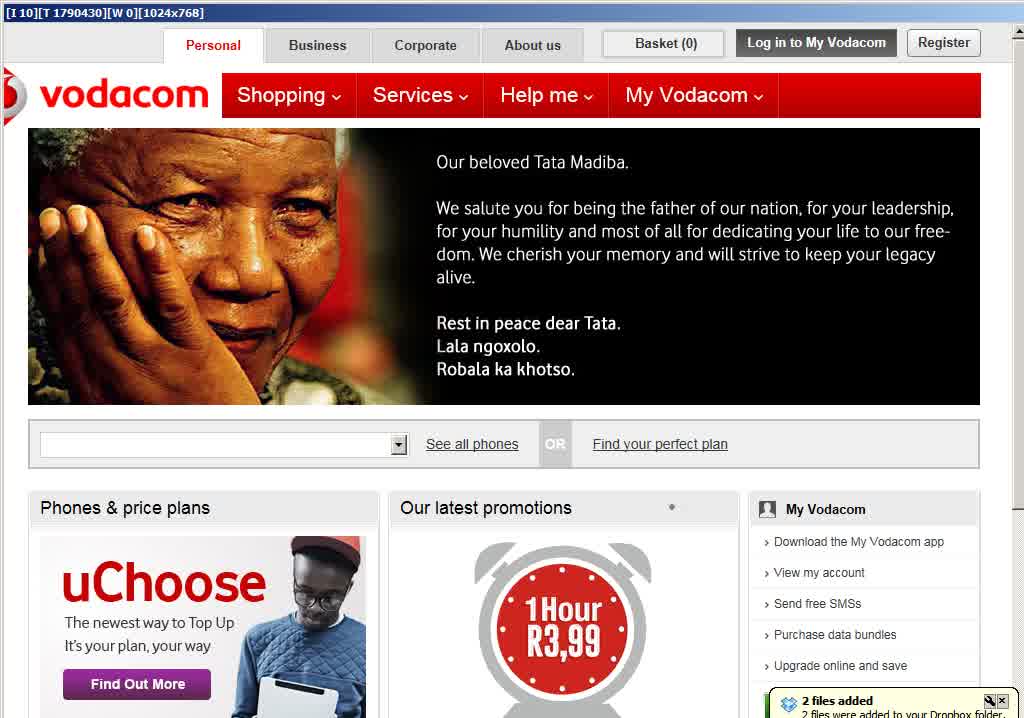 [I 10][T 1790430][W 0][1024x768]
Personal
Business
Corporate
About us
Basket (0)
Log in to My Vodacom
Register
vodacom
Shopping
Services
Help me
My Vodacom
Our beloved Tata Madiba.
We salute you for being the father of our nation, for your leadership,
for your humility and most of all for dedicating your life to our free-
dom. We cherish your memory and will strive to keep your legacy
alive.
Rest in peace dear Tata.
Lala ngoxolo.
Robala ka khotso.
See all phones
OR
Find your perfect plan
Phones & price plans
uChoose
The newest way to Top Up
It's your plan, your way
Find Out More
Our latest promotions
1Hour
R3,99
My Vodacom
Download the My Vodacom app
View my account
Send free SMSs
Purchase data bundles
Upgrade online and save
2 files added
2 files were added to your Dropbox folder.